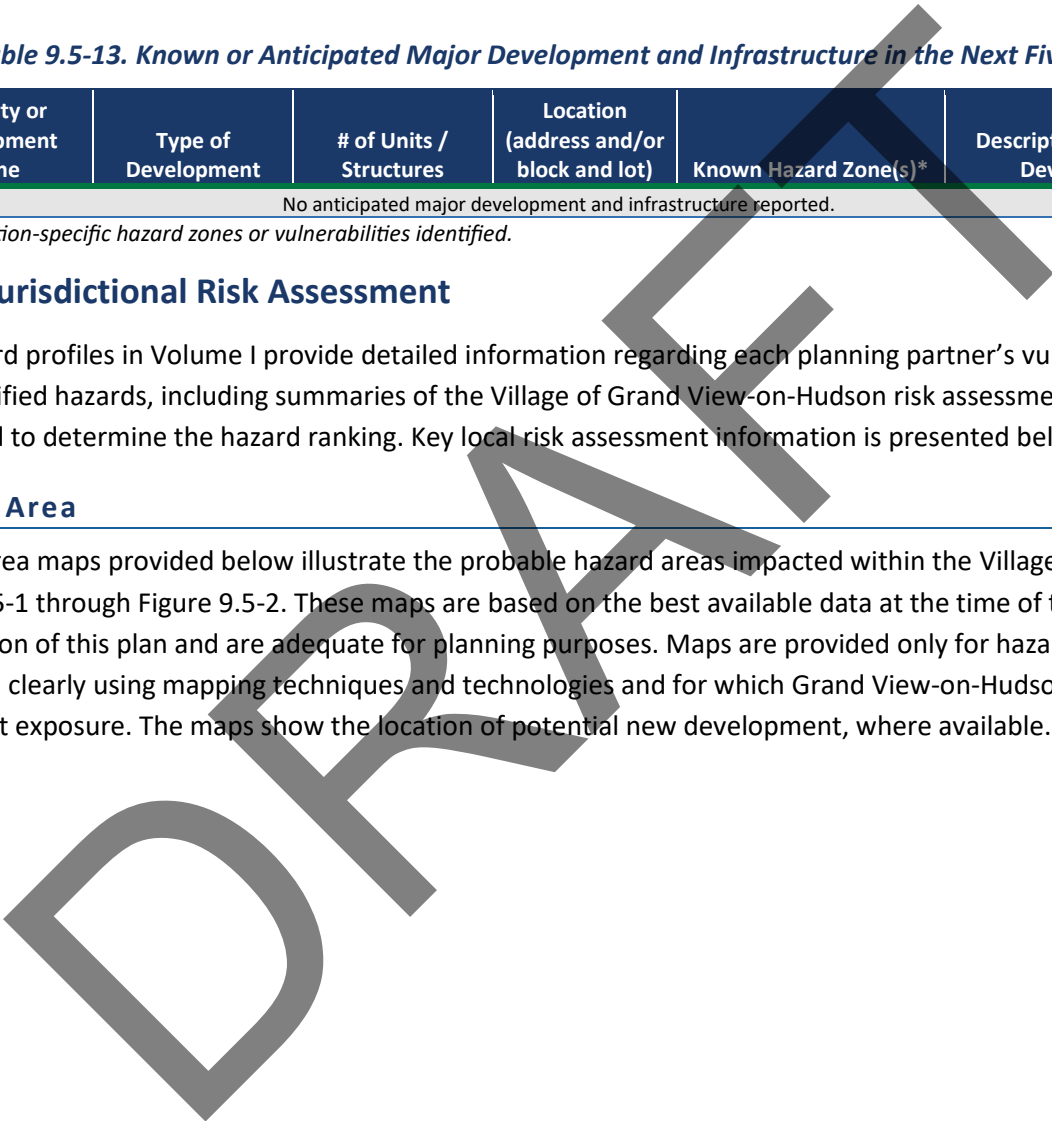 ble 9.5-13. Known or Anticipated Major Development and Infrastructure in the Next Fiv
ty or
pment
me
Type of
Development
# of Units /
Structures
Location
(address and/or
block and lot)
Known Hazard Zone(s)*
Descript
Dev
No anticipated major development and infrastructure reported.
tion-specific hazard zones or vulnerabilities identified.
urisdictional Risk Assessment
rd profiles in Volume I provide detailed information regarding each planning partner’s vu
ified hazards, including summaries of the Village of Grand View-on-Hudson risk assessme
d to determine the hazard ranking. Key local risk assessment information is presented bel
Area
rea maps provided below illustrate the probable hazard areas impacted within the Village
5-1 through Figure 9.5-2. These maps are based on the best available data at the time of t
on of this plan and are adequate for planning purposes. Maps are provided only for haza
clearly using mapping techniques and technologies and for which Grand View-on-Hudso
t exposure. The maps show the location of potential new development, where available.
DRAFT